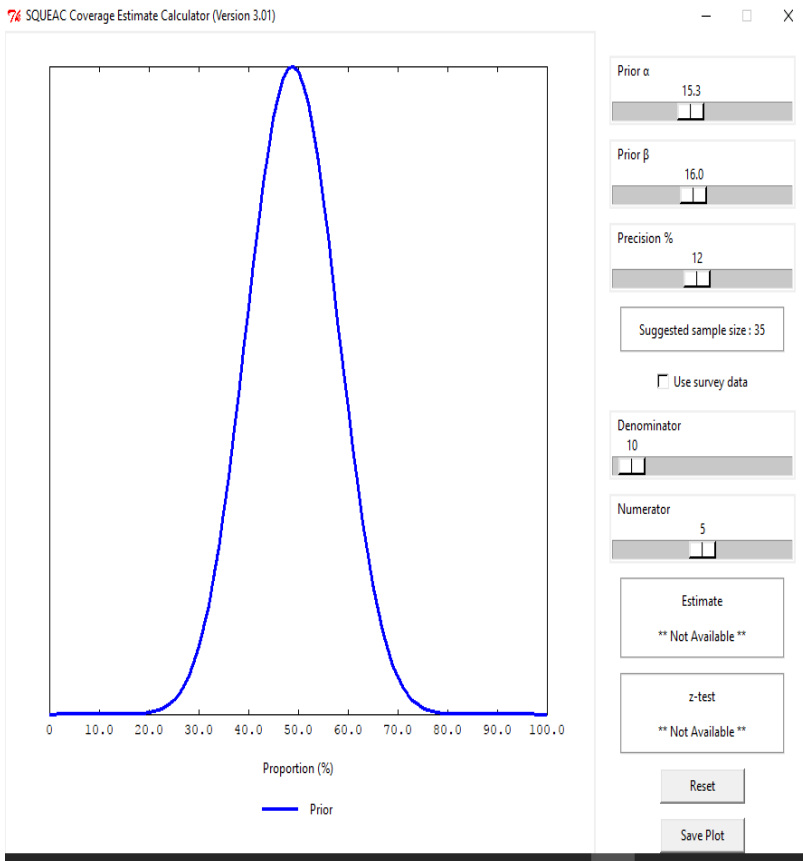 SQUEAC Coverage Estimate Calculator (Version 3.01)
Prior α
15.3
Prior β
16.0
Precision %
12
Suggested sample size : 35
Use survey data
Denominator
10
Numerator
5
Estimate
** Not Available **
z-test
** Not Available **
Reset
Save Plot
0 10.0 20.0 30.0 40.0 50.0 60.0 70.0 80.0 90.0 100.0
Proportion (%)
Prior